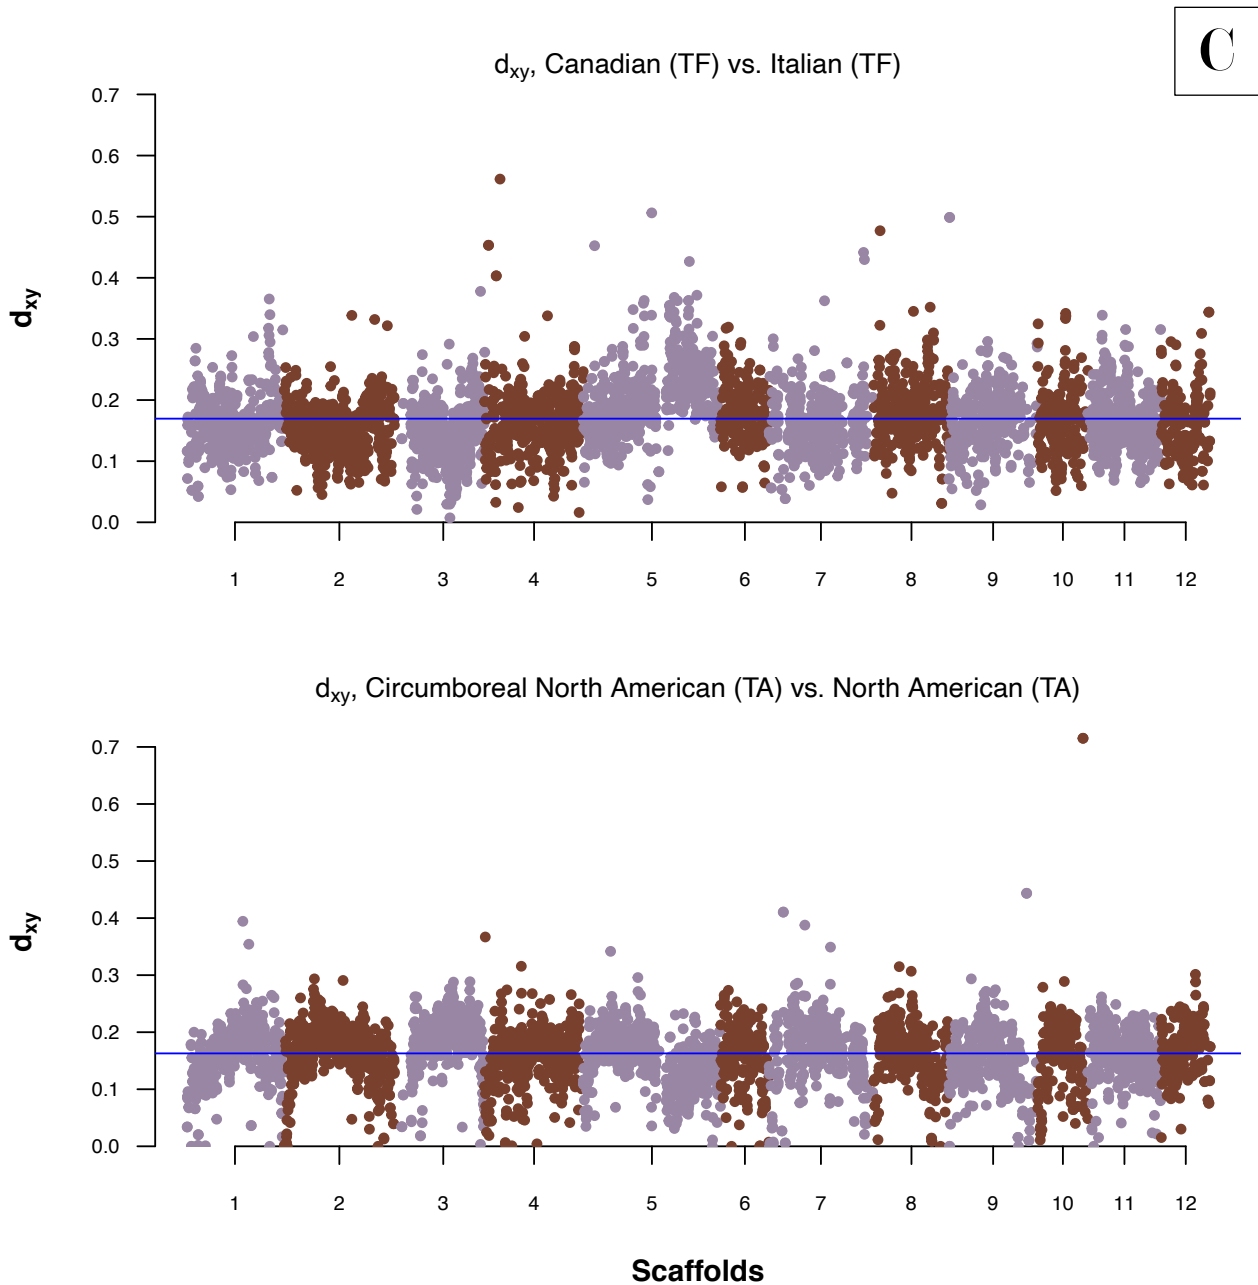 C
dxy, Canadian (TF) vs. Italian (TF)
0.7
0.6
0.5
0.4
0.3
0.2
0.1
0.0
dxy
1 2 3 4 5 6 7 8 9 10 11 12
dxy, Circumboreal North American (TA) vs. North American (TA)
0.7
0.6
0.5
0.4
0.3
0.2
0.1
0.0
dxy
1 2 3 4 5 6 7 8 9 10 11 12
Scaffolds